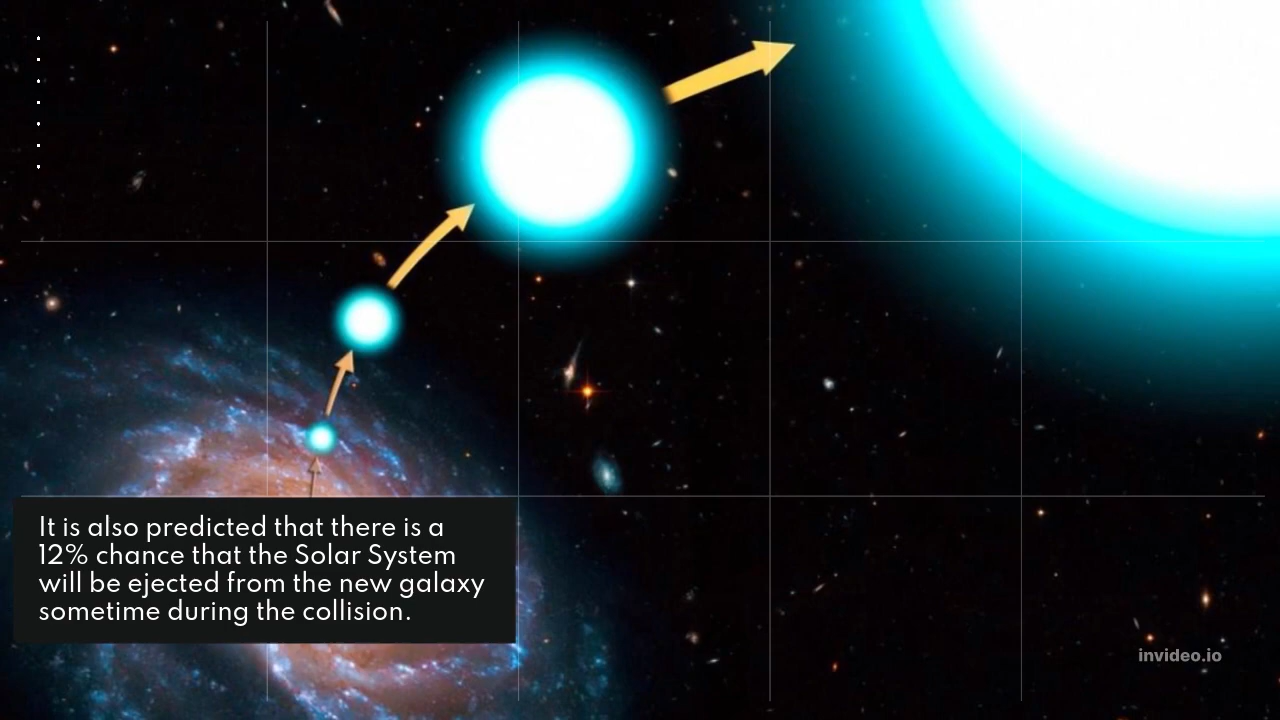 It is also predicted that there is a
12% chance that the Solar System
will be ejected from the new galaxy
sometime during the collision.
invideo.io